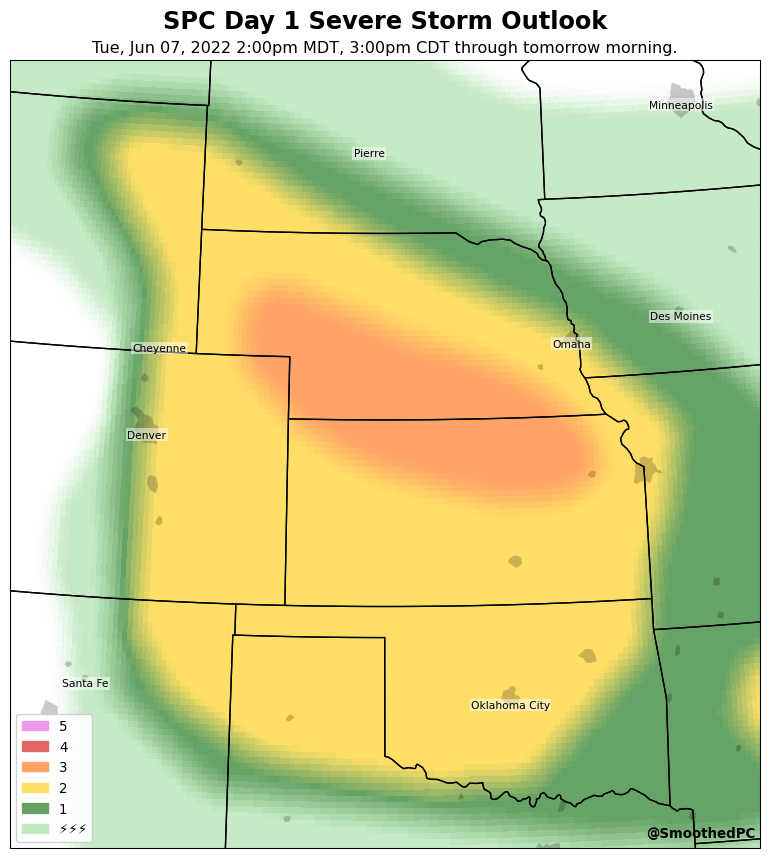 SPC Day 1 Severe Storm Outlook
Tue, Jun 07, 2022 2:00pm MDT, 3:00pm CDT through tomorrow morning.
Minneapolis
Pierre
Des Moines
Omaha
Cheyenne
Denver
Santa Fe
Oklahoma City
5
4
3
2
1
⚡⚡⚡
@SmoothedPC